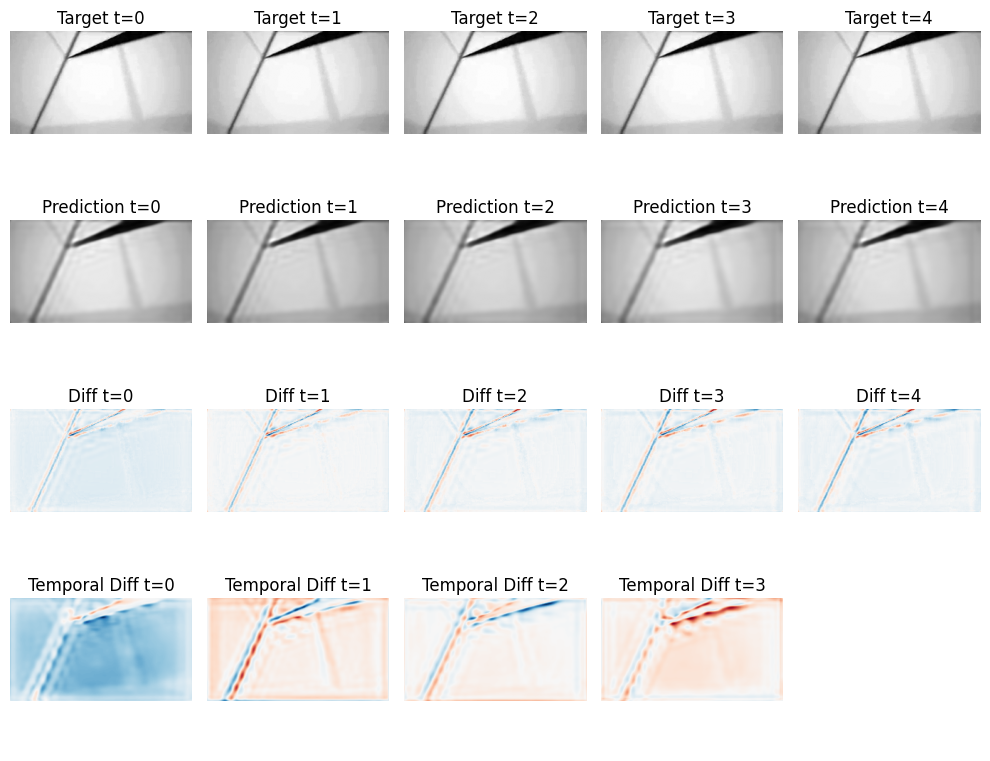 Target t=0 Target t=1 Target t=2 Target t=3 Target t=4
Prediction t=0 Prediction t=1 Prediction t=2 Prediction t=3 Prediction t=4
Diff t=0 Diff t=1 Diff t=2 Diff t=3 Diff t=4
Temporal Diff t=0 Temporal Diff t=1 Temporal Diff t=2 Temporal Diff t=3